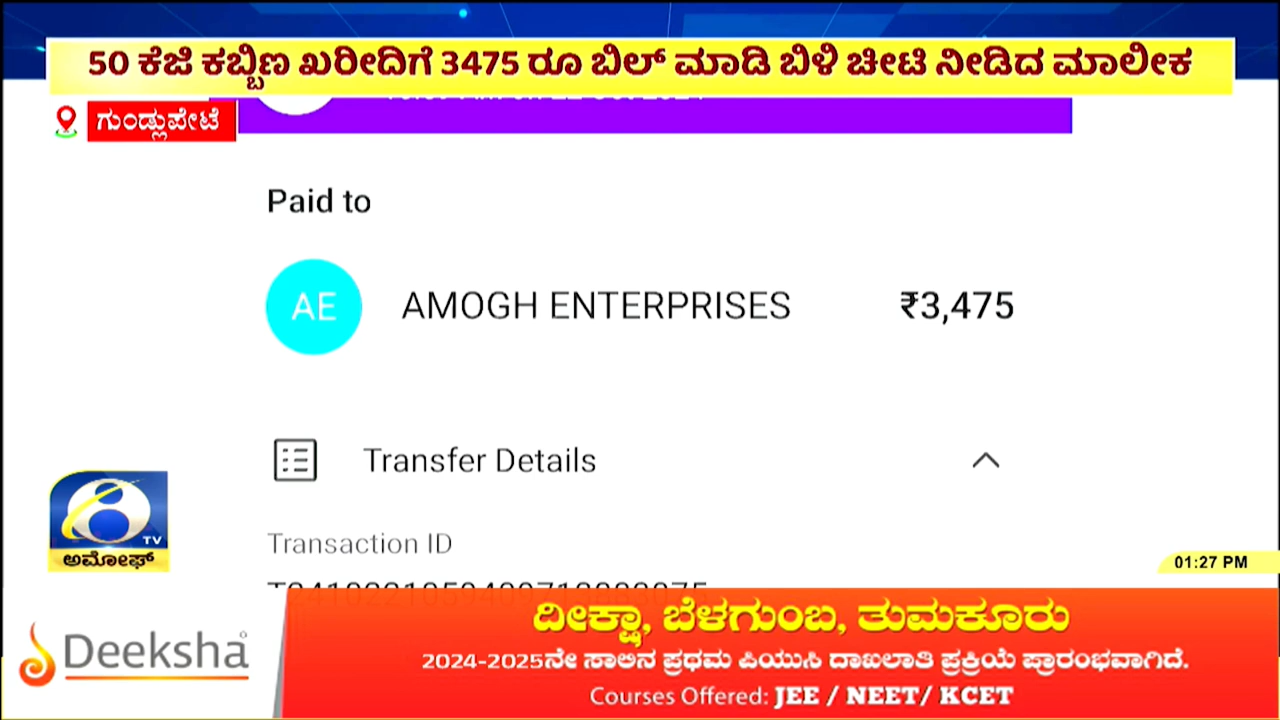 50 ಕೆಜಿ ಕಬ್ಬಿಣ ಖರೀದಿಗೆ 3475 ರೂ ಬಿಲ್ ಮಾಡಿ ಬಿಳಿ ಚೀಟಿ ನೀಡಿದ ಮಾಲೀಕ
ಗುಂಡ್ಲುಪೇಟೆ
Paid to
AE AMOGH ENTERPRISES ₹3,475
Transfer Details
Transaction ID
8 TV
ಅಮೋಘ್
01:27 PM
Deeksha
ದೀಕ್ಷಾ, ಬೆಳಗುಂಬ, ತುಮಕೂರು
2024-2025ನೇ ಸಾಲಿನ ಪ್ರಥಮ ಪಿಯುಸಿ ದಾಖಲಾತಿ ಪ್ರಕ್ರಿಯೆ ಪ್ರಾರಂಭವಾಗಿದೆ.
Courses Offered: JEE / NEET/ KCET